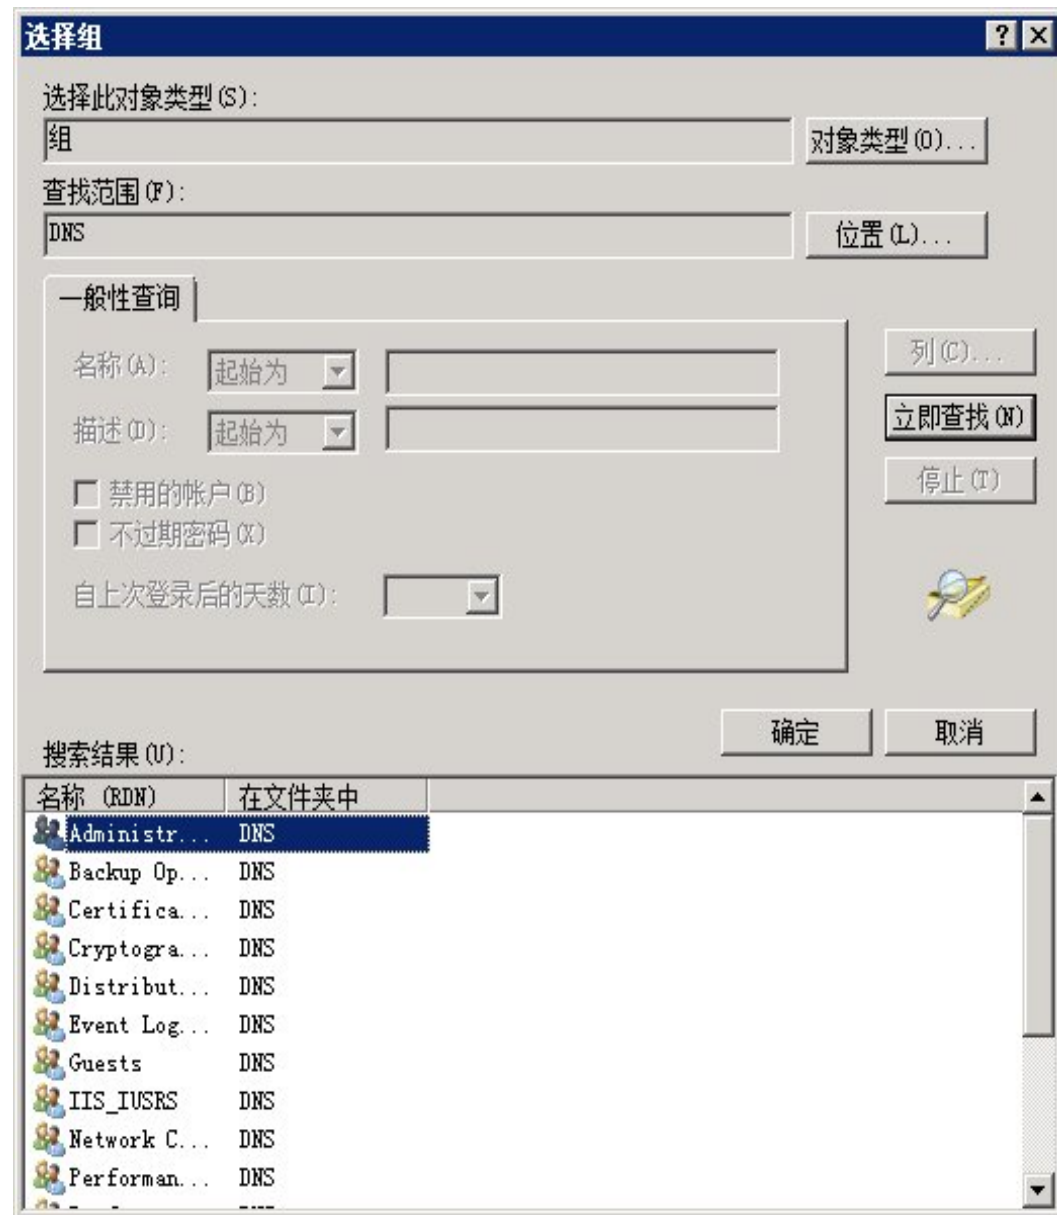 选择组
选择此对象类型(S):
组
对象类型(O)...
查找范围(F):
DNS
位置(L)...
一般性查询
名称(A): 起始为
列(C)...
描述(D): 起始为
立即查找(N)
禁用的帐户(B)
停止(T)
不过期密码(X)
自上次登录后的天数(I):
确定 取消
搜索结果(U):
名称 (RDN) 在文件夹中
Administr... DNS
Backup Op... DNS
Certifica... DNS
Cryptogra... DNS
Distribut... DNS
Event Log... DNS
Guests DNS
IIS_IUSRS DNS
Network C... DNS
Performan... DNS